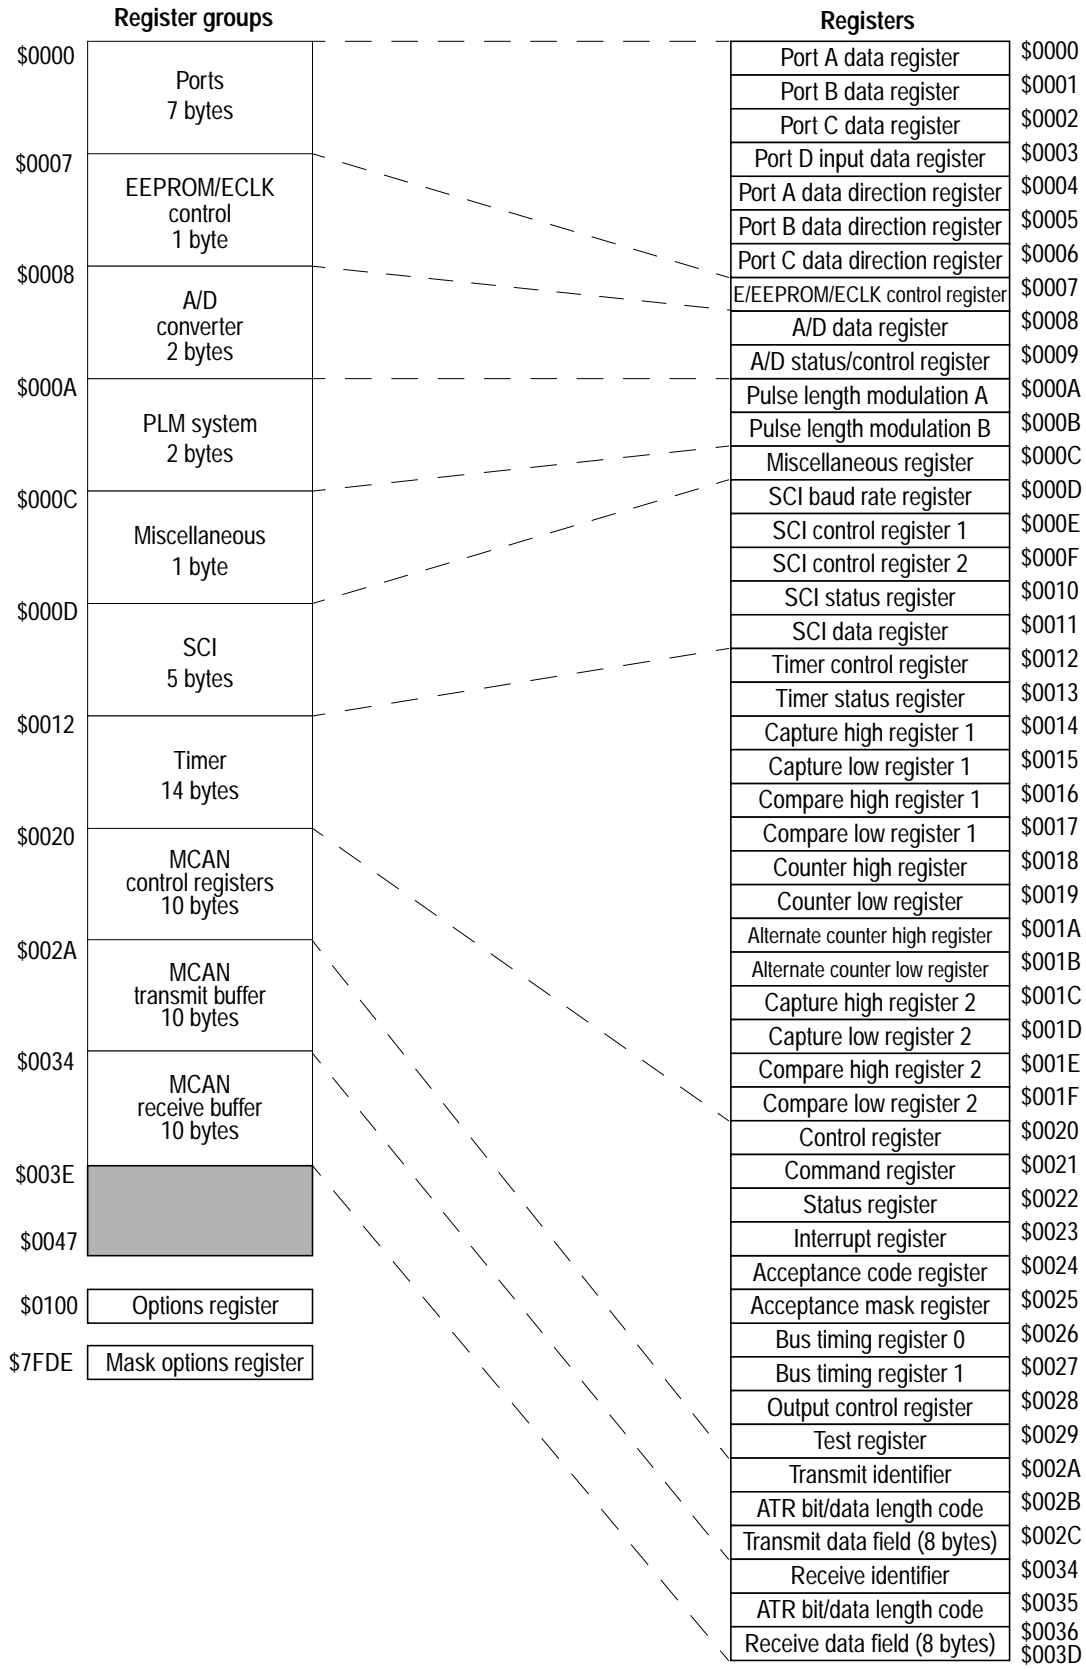 Register groups
$0000
Ports
7 bytes
$0007
EEPROM/ECLK
control
1 byte
$0008
A/D
converter
2 bytes
$000A
PLM system
2 bytes
$000C
Miscellaneous
1 byte
$000D
SCI
5 bytes
$0012
Timer
14 bytes
$0020
MCAN
control registers
10 bytes
$002A
MCAN
transmit buffer
10 bytes
$0034
MCAN
receive buffer
10 bytes
$003E
$0047
$0100 Options register
$7FDE Mask options register
Registers
Port A data register $0000
Port B data register $0001
Port C data register $0002
Port D input data register $0003
Port A data direction register $0004
Port B data direction register $0005
Port C data direction register $0006
E/EEPROM/ECLK control register $0007
A/D data register $0008
A/D status/control register $0009
Pulse length modulation A $000A
Pulse length modulation B $000B
Miscellaneous register $000C
SCI baud rate register $000D
SCI control register 1 $000E
SCI control register 2 $000F
SCI status register $0010
SCI data register $0011
Timer control register $0012
Timer status register $0013
Capture high register 1 $0014
Capture low register 1 $0015
Compare high register 1 $0016
Compare low register 1 $0017
Counter high register $0018
Counter low register $0019
Alternate counter high register $001A
Alternate counter low register $001B
Capture high register 2 $001C
Capture low register 2 $001D
Compare high register 2 $001E
Compare low register 2 $001F
Control register $0020
Command register $0021
Status register $0022
Interrupt register $0023
Acceptance code register $0024
Acceptance mask register $0025
Bus timing register 0 $0026
Bus timing register 1 $0027
Output control register $0028
Test register $0029
Transmit identifier $002A
ATR bit/data length code $002B
Transmit data field (8 bytes) $002C
Receive identifier $0034
ATR bit/data length code $0035
Receive data field (8 bytes) $0036
$003D